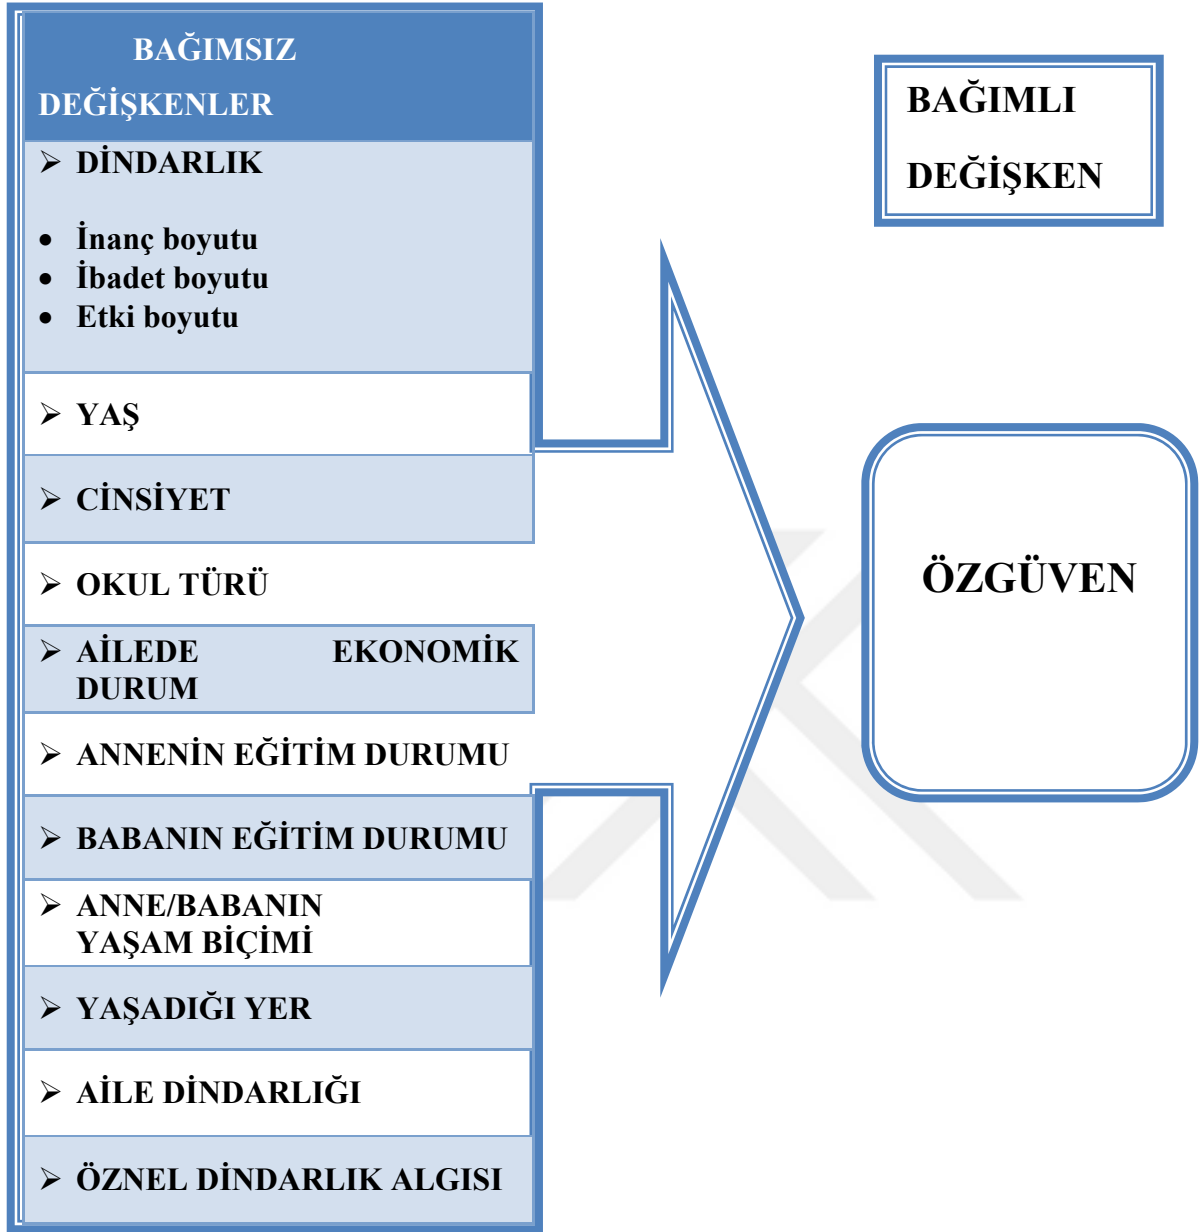 BAĞIMSIZ
DEĞİŞKENLER
➢ DİNDARLIK
• İnanç boyutu
• İbadet boyutu
• Etki boyutu
➢ YAŞ
➢ CİNSİYET
➢ OKUL TÜRÜ
➢ AİLEDE EKONOMİK
DURUM
➢ ANNENİN EĞİTİM DURUMU
➢ BABANIN EĞİTİM DURUMU
➢ ANNE/BABANIN
YAŞAM BİÇİMİ
➢ YAŞADIĞI YER
➢ AİLE DİNDARLIĞI
➢ ÖZNEL DİNDARLIK ALGISI
BAĞIMLI
DEĞİŞKEN
ÖZGÜVEN